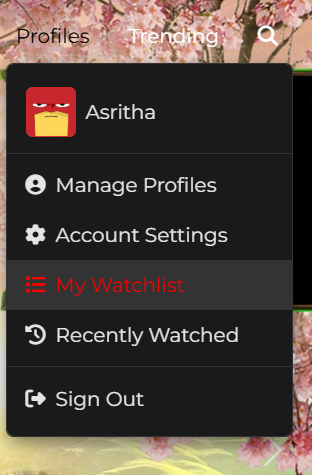 Profiles Trending
Asritha
Manage Profiles
Account Settings
My Watchlist
Recently Watched
Sign Out